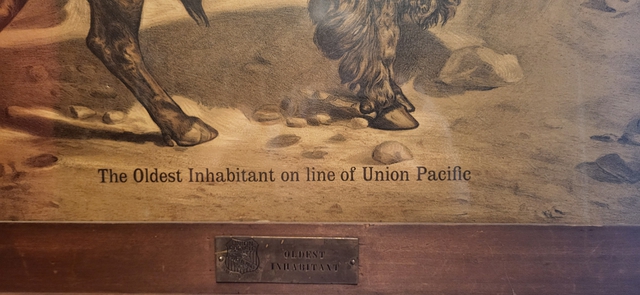 The Oldest Inhabitant on line of Union Pacific
OLDEST
INHABITANT